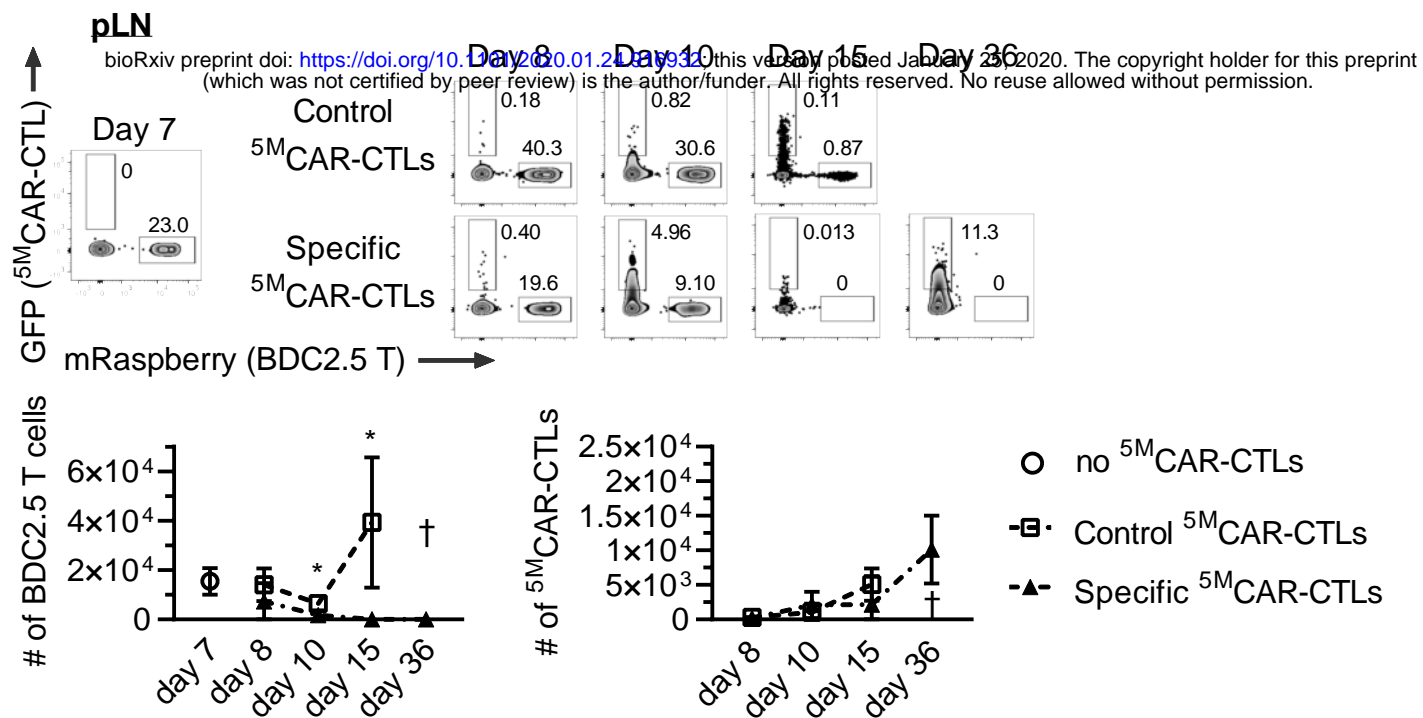 pLN
bioRxiv preprint doi: https://doi.org/10.1101/2020.01.24.918932; this version posted January 25, 2020. The copyright holder for this preprint
(which was not certified by peer review) is the author/funder. All rights reserved. No reuse allowed without permission.
Day 8 Day 10 Day 15 Day 36
GFP (5MCAR-CTL)
Day 7
0
23.0
Control
5MCAR-CTLs
0.18
40.3
0.82
30.6
0.11
0.87
Specific
5MCAR-CTLs
0.40
19.6
4.96
9.10
0.013
0
11.3
0
mRaspberry (BDC2.5 T)
# of BDC2.5 T cells
6×10⁴
4×10⁴
2×10⁴
0
*
*
†
day 7
day 8
day 10
day 15
day 36
# of 5MCAR-CTLs
2.5×10⁴
2×10⁴
1.5×10⁴
1×10⁴
5×10³
0
†
day 8
day 10
day 15
day 36
no 5MCAR-CTLs
Control 5MCAR-CTLs
Specific 5MCAR-CTLs